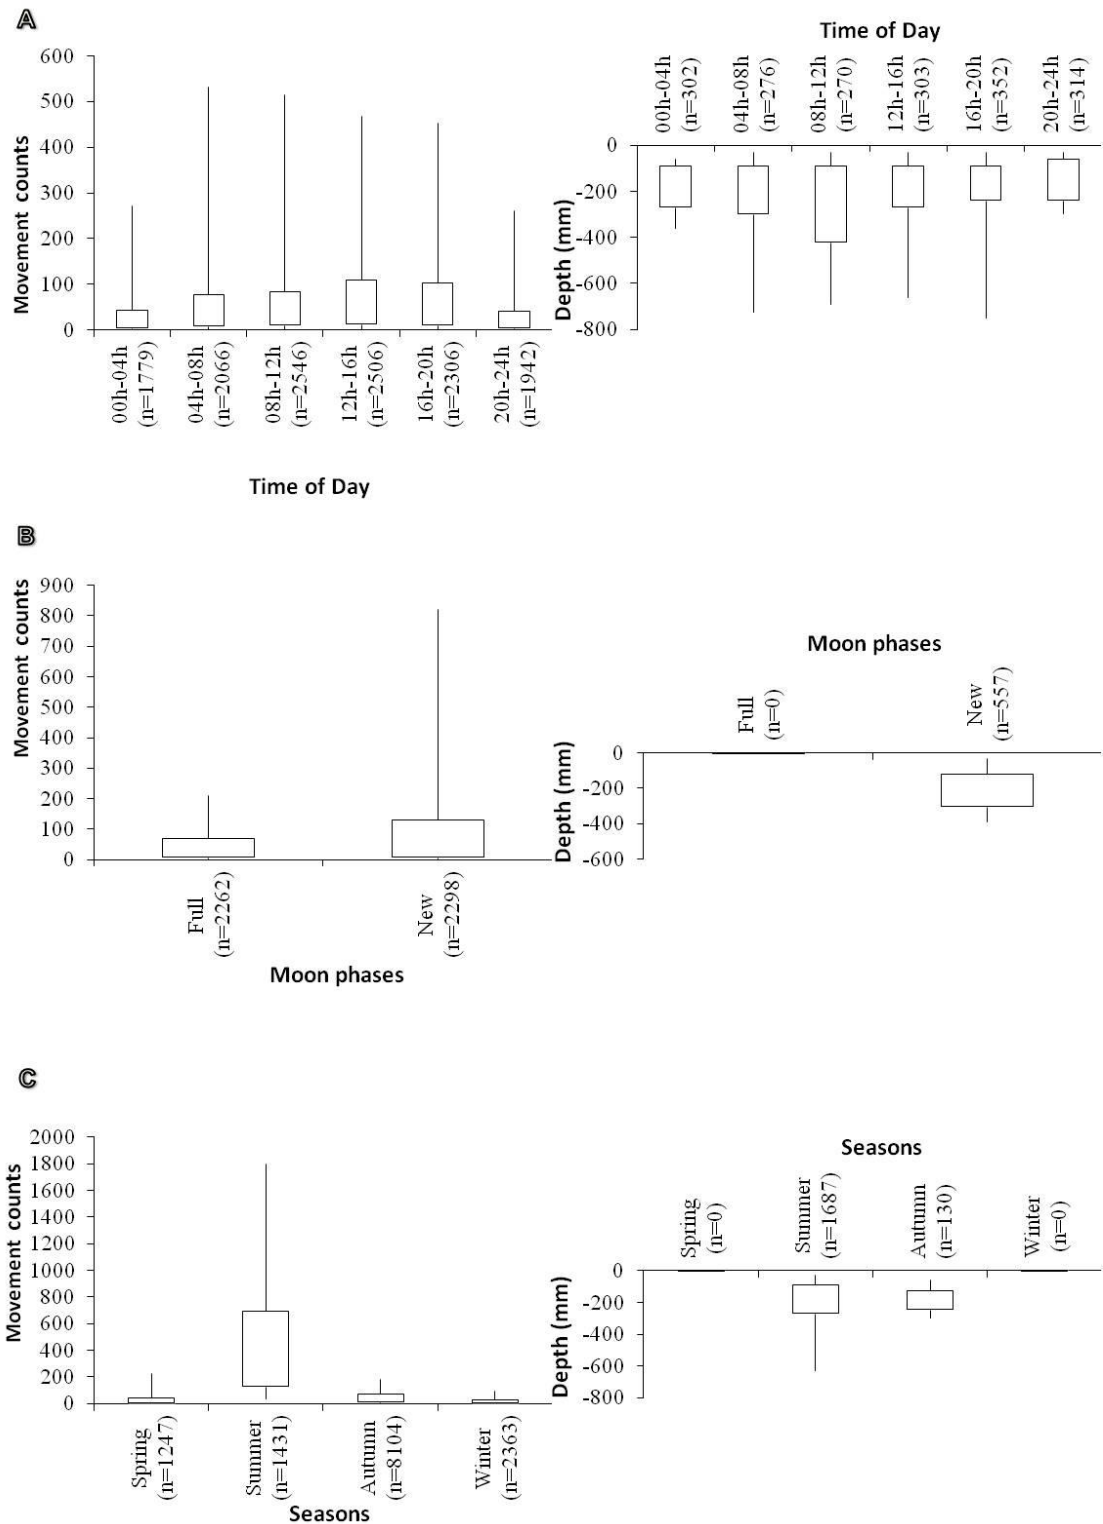 A
Movement counts
600
500
400
300
200
100
0
00h-04h
(n=1779)
04h-08h
(n=2066)
08h-12h
(n=2546)
12h-16h
(n=2506)
16h-20h
(n=2306)
20h-24h
(n=1942)
Time of Day
Time of Day
00h-04h
(n=302)
04h-08h
(n=276)
08h-12h
(n=270)
12h-16h
(n=303)
16h-20h
(n=352)
20h-24h
(n=314)
Depth (mm)
0
-200
-400
-600
-800
B
Movement counts
900
800
700
600
500
400
300
200
100
0
Full
(n=2262)
New
(n=2298)
Moon phases
Moon phases
Full
(n=0)
New
(n=557)
Depth (mm)
0
-200
-400
-600
C
Movement counts
2000
1800
1600
1400
1200
1000
800
600
400
200
0
Spring
(n=1247)
Summer
(n=1431)
Autumn
(n=8104)
Winter
(n=2363)
Seasons
Seasons
Spring
(n=0)
Summer
(n=1687)
Autumn
(n=130)
Winter
(n=0)
Depth (mm)
0
-200
-400
-600
-800